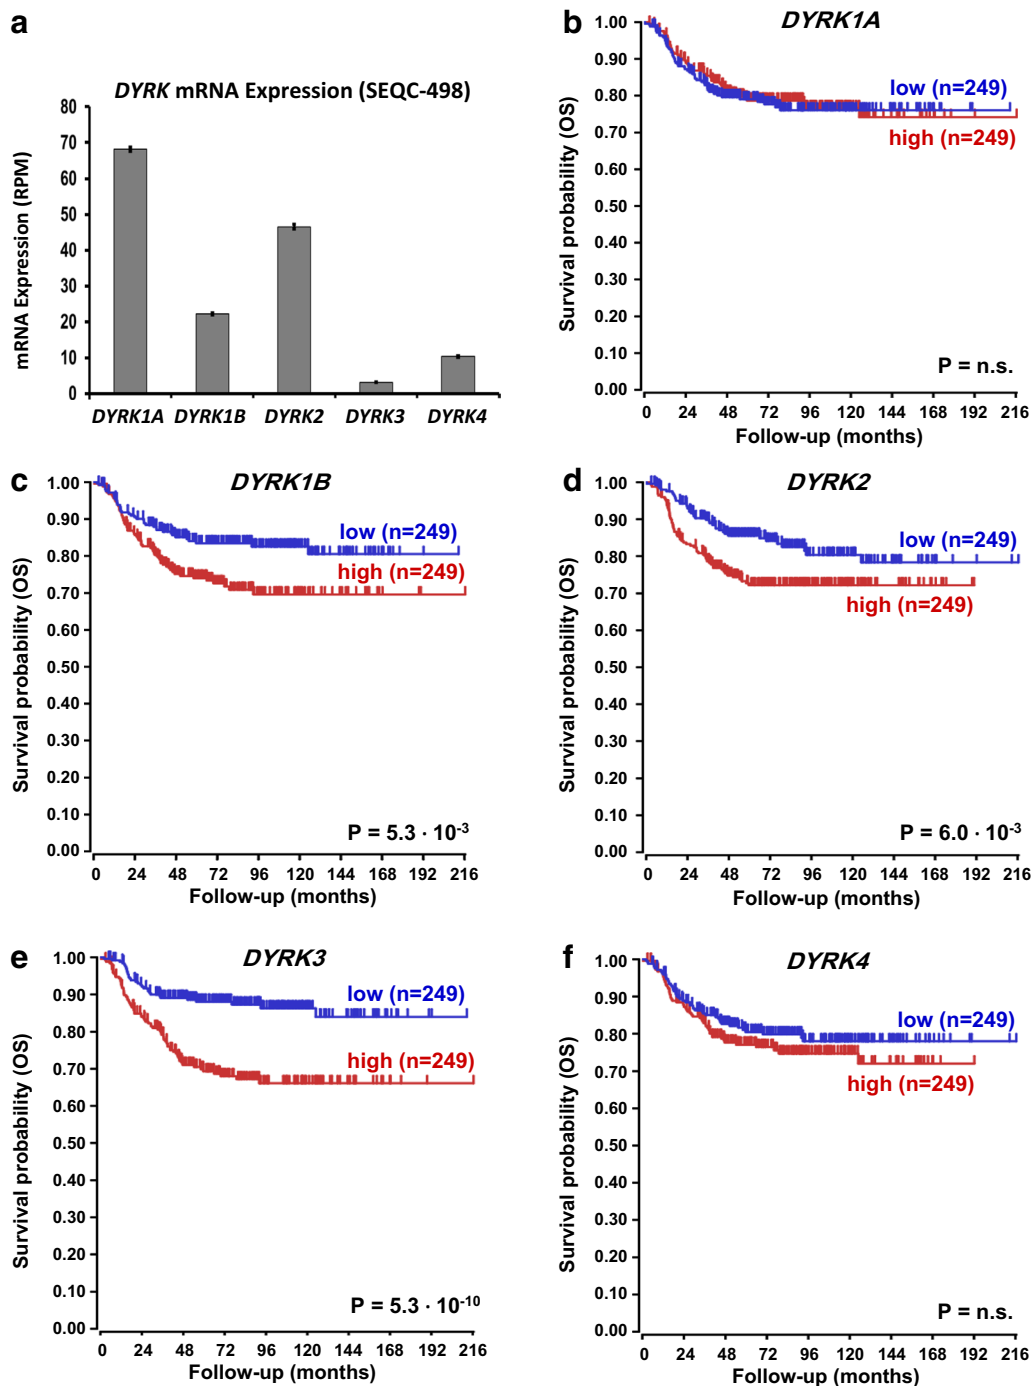 a
DYRK mRNA Expression (SEQC-498)
mRNA Expression (RPM)
80
70
60
50
40
30
20
10
0
DYRK1A DYRK1B DYRK2 DYRK3 DYRK4
b
DYRK1A
Survival probability (OS)
1.00
0.90
0.80
0.70
0.60
0.50
0.40
0.30
0.20
0.10
0.00
low (n=249)
high (n=249)
P = n.s.
0 24 48 72 96 120 144 168 192 216
Follow-up (months)
c
DYRK1B
Survival probability (OS)
1.00
0.90
0.80
0.70
0.60
0.50
0.40
0.30
0.20
0.10
0.00
low (n=249)
high (n=249)
P = 5.3 · 10⁻³
0 24 48 72 96 120 144 168 192 216
Follow-up (months)
d
DYRK2
Survival probability (OS)
1.00
0.90
0.80
0.70
0.60
0.50
0.40
0.30
0.20
0.10
0.00
low (n=249)
high (n=249)
P = 6.0 · 10⁻³
0 24 48 72 96 120 144 168 192 216
Follow-up (months)
e
DYRK3
Survival probability (OS)
1.00
0.90
0.80
0.70
0.60
0.50
0.40
0.30
0.20
0.10
0.00
low (n=249)
high (n=249)
P = 5.3 · 10⁻¹⁰
0 24 48 72 96 120 144 168 192 216
Follow-up (months)
f
DYRK4
Survival probability (OS)
1.00
0.90
0.80
0.70
0.60
0.50
0.40
0.30
0.20
0.10
0.00
low (n=249)
high (n=249)
P = n.s.
0 24 48 72 96 120 144 168 192 216
Follow-up (months)